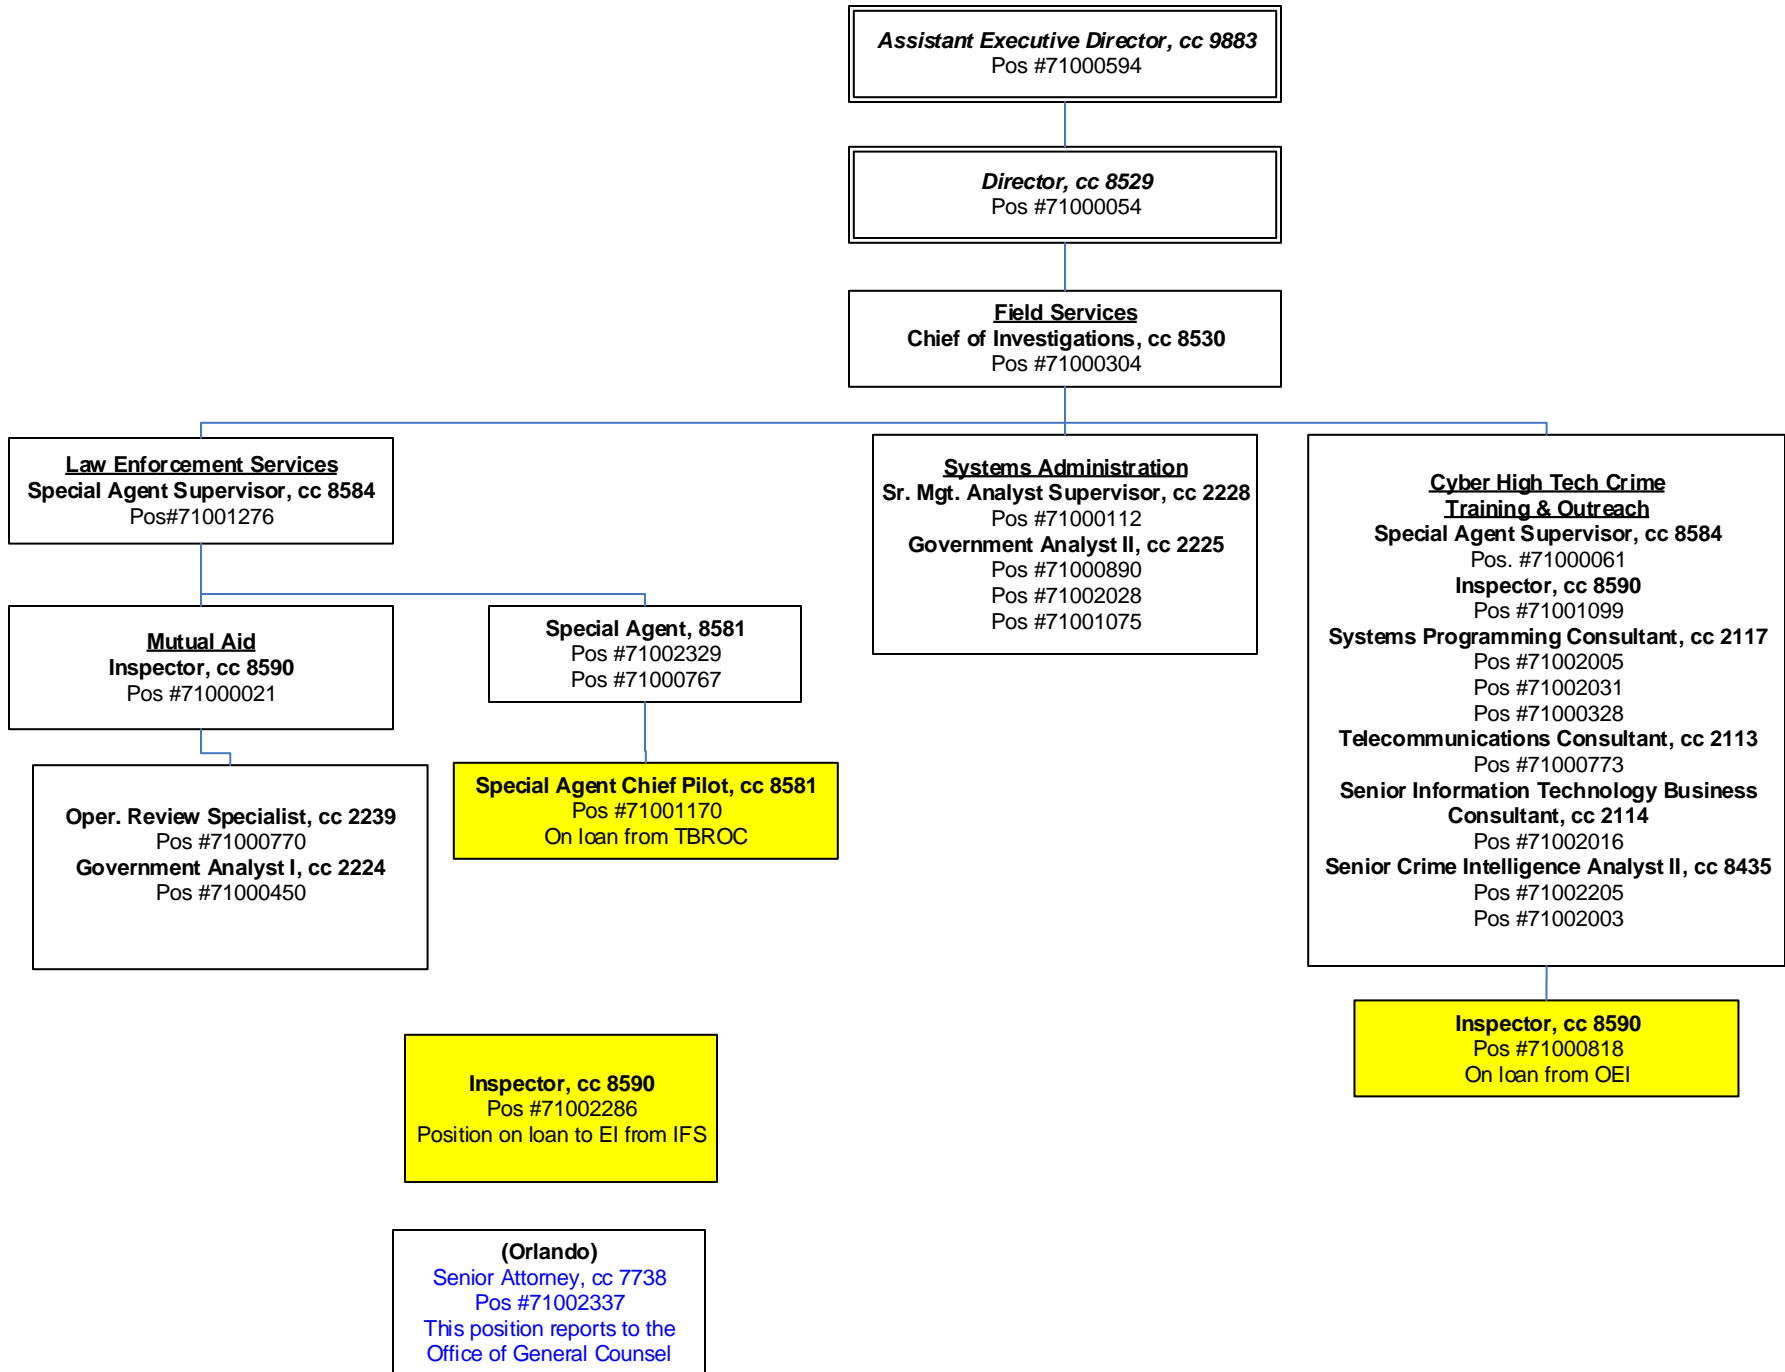 Assistant Executive Director, cc 9883
Pos #71000594
Director, cc 8529
Pos #71000054
Field Services
Chief of Investigations, cc 8530
Pos #71000304
Law Enforcement Services
Special Agent Supervisor, cc 8584
Pos#71001276
Mutual Aid
Inspector, cc 8590
Pos #71000021
Oper. Review Specialist, cc 2239
Pos #71000770
Government Analyst I, cc 2224
Pos #71000450
Special Agent, 8581
Pos #71002329
Pos #71000767
Special Agent Chief Pilot, cc 8581
Pos #71001170
On loan from TBROC
Systems Administration
Sr. Mgt. Analyst Supervisor, cc 2228
Pos #71000112
Government Analyst II, cc 2225
Pos #71000890
Pos #71002028
Pos #71001075
Cyber High Tech Crime
Training & Outreach
Special Agent Supervisor, cc 8584
Pos. #71000061
Inspector, cc 8590
Pos #71001099
Systems Programming Consultant, cc 2117
Pos #71002005
Pos #71002031
Pos #71000328
Telecommunications Consultant, cc 2113
Pos #71000773
Senior Information Technology Business
Consultant, cc 2114
Pos #71002016
Senior Crime Intelligence Analyst II, cc 8435
Pos #71002205
Pos #71002003
Inspector, cc 8590
Pos #71000818
On loan from OEI
Inspector, cc 8590
Pos #71002286
Position on loan to EI from IFS
(Orlando)
Senior Attorney, cc 7738
Pos #71002337
This position reports to the
Office of General Counsel